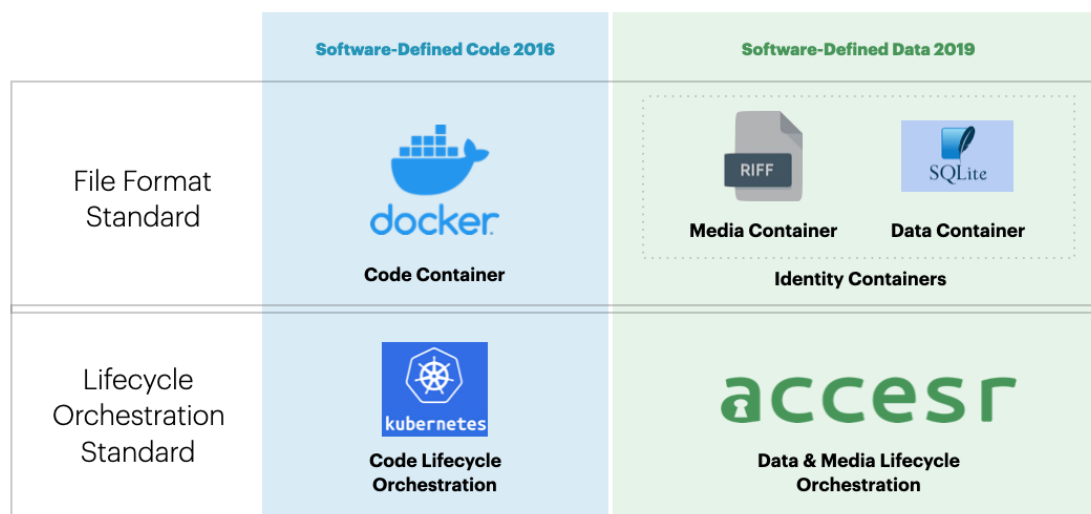 Software-Defined Code 2016
Software-Defined Data 2019
File Format
Standard
docker
Code Container
RIFF
SQLite
Media Container
Data Container
Identity Containers
Lifecycle
Orchestration
Standard
kubernetes
Code Lifecycle
Orchestration
accesr
Data & Media Lifecycle
Orchestration